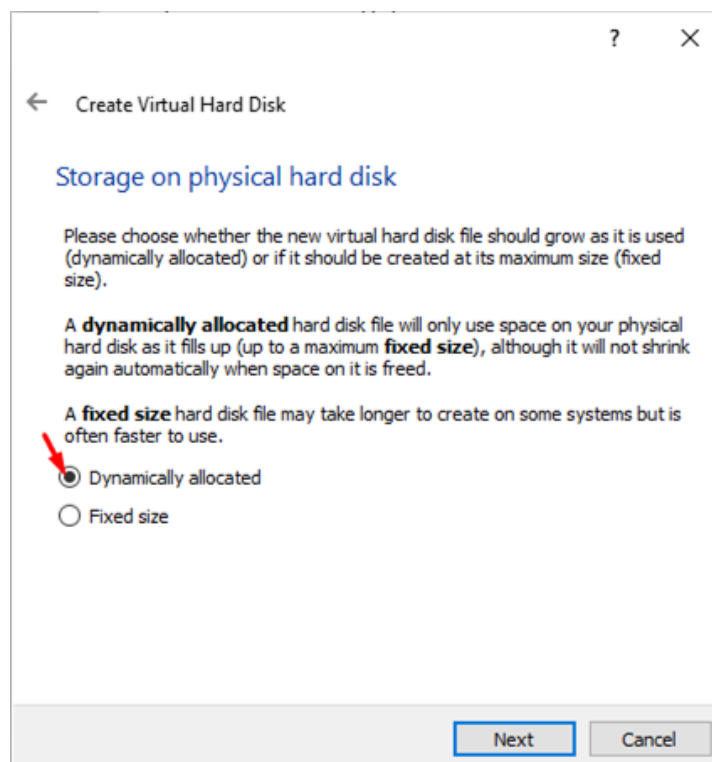 ?
Create Virtual Hard Disk
Storage on physical hard disk
Please choose whether the new virtual hard disk file should grow as it is used
(dynamically allocated) or if it should be created at its maximum size (fixed
size).
A dynamically allocated hard disk file will only use space on your physical
hard disk as it fills up (up to a maximum fixed size), although it will not shrink
again automatically when space on it is freed.
A fixed size hard disk file may take longer to create on some systems but is
often faster to use.
Dynamically allocated
Fixed size
Next Cancel